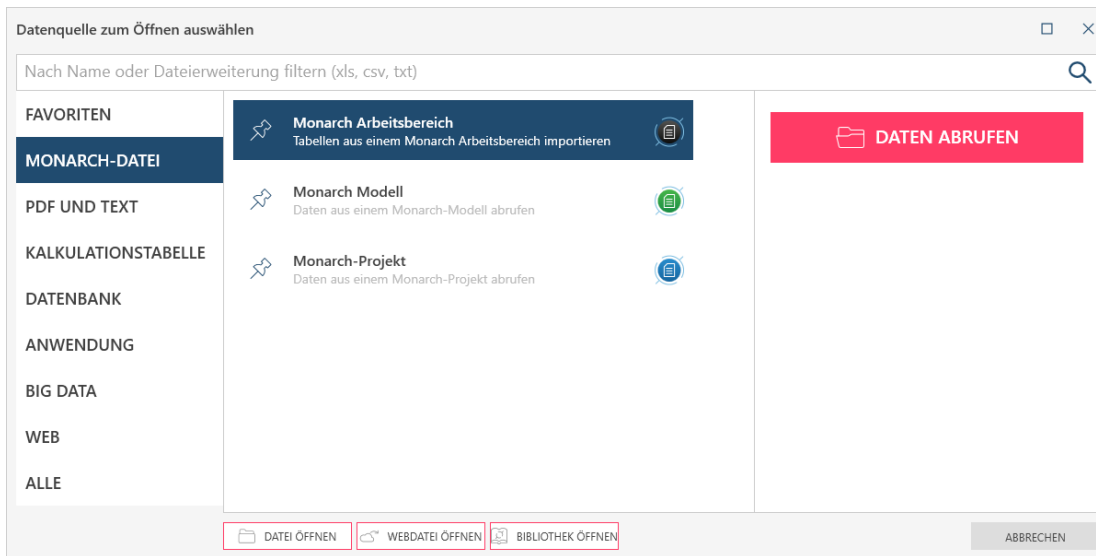 Datenquelle zum Öffnen auswählen
Nach Name oder Dateierweiterung filtern (xls, csv, txt)
FAVORITEN
MONARCH-DATEI
PDF UND TEXT
KALKULATIONSTABELLE
DATENBANK
ANWENDUNG
BIG DATA
WEB
ALLE
Monarch Arbeitsbereich
Tabellen aus einem Monarch Arbeitsbereich importieren
Monarch Modell
Daten aus einem Monarch-Modell abrufen
Monarch-Projekt
Daten aus einem Monarch-Projekt abrufen
DATEN ABRUFEN
DATEI ÖFFNEN
WEBDATEI ÖFFNEN
BIBLIOTHEK ÖFFNEN
ABBRECHEN